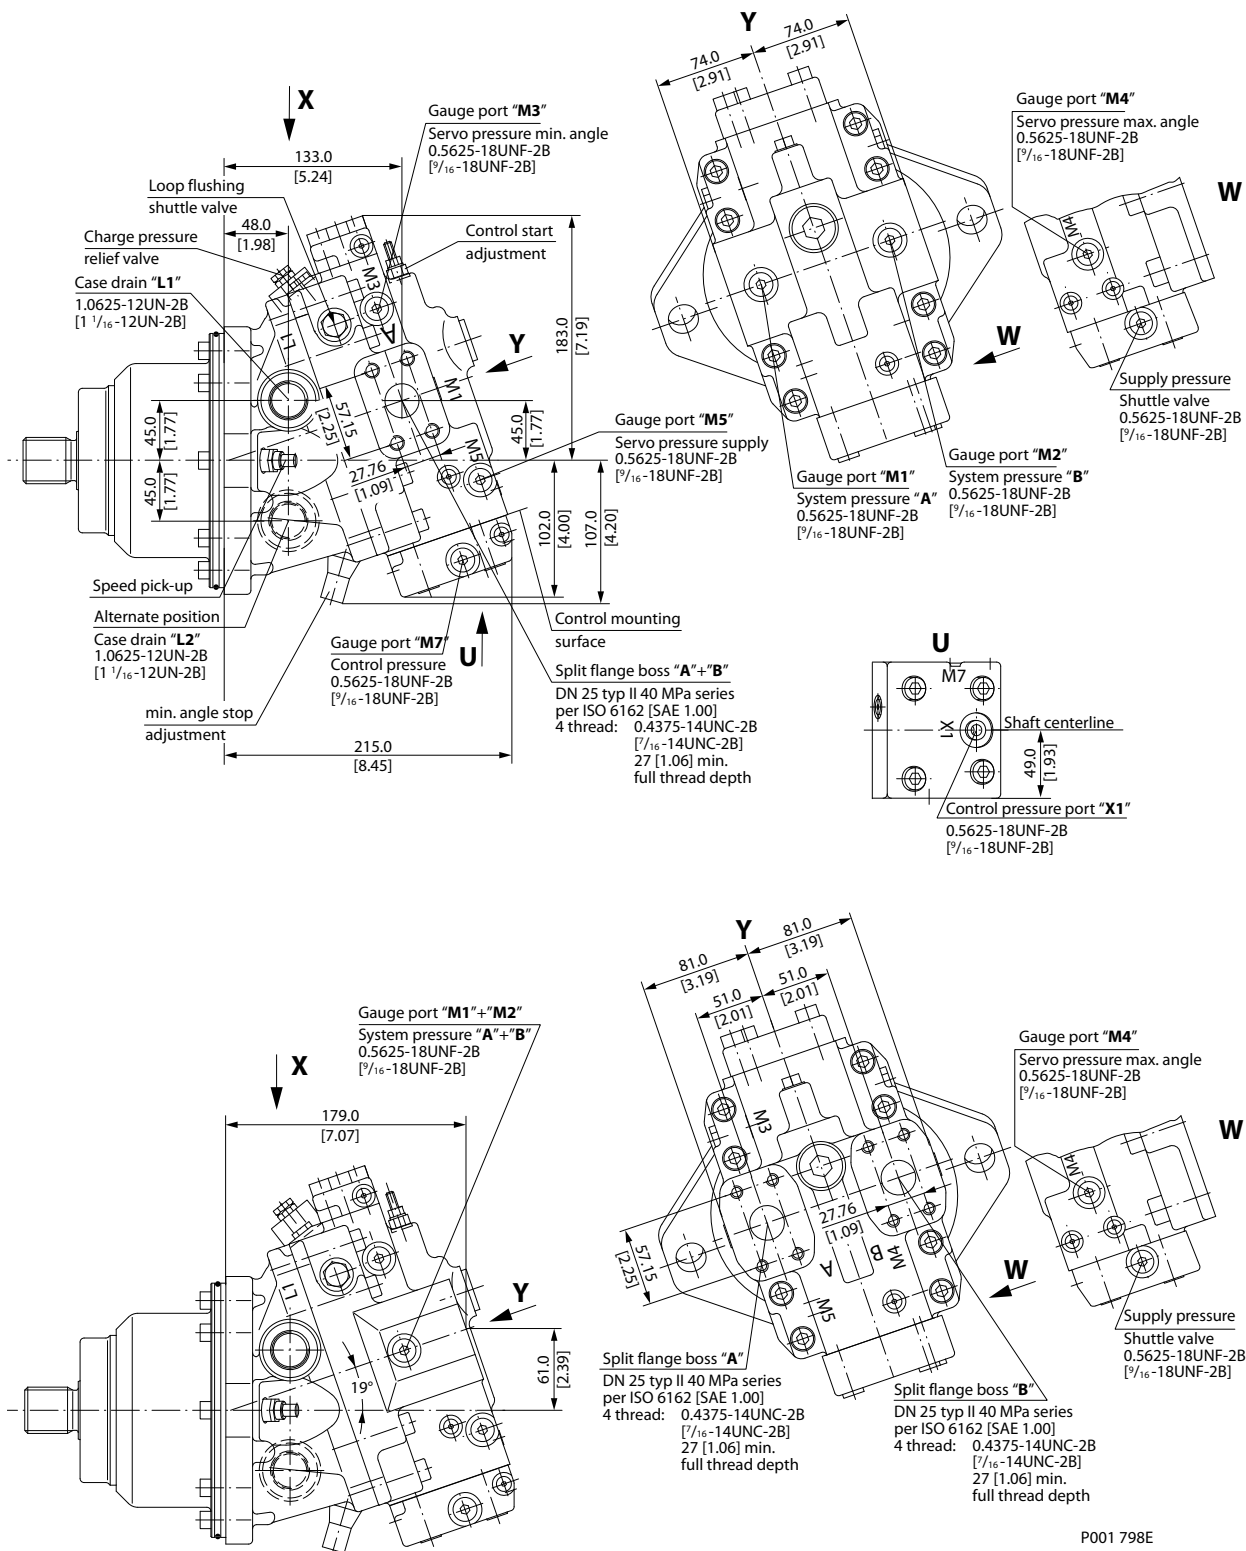 X
Gauge port “M3”
Servo pressure min. angle
0.5625-18UNF-2B
[9/16-18UNF-2B]
133.0
[5.24]
Loop flushing
shuttle valve
48.0
[1.98]
Charge pressure
relief valve
Control start
adjustment
Case drain “L1”
1.0625-12UN-2B
[1 1/16-12UN-2B]
M3
L1
A
Y
183.0
[7.19]
M1
57.15
[2.25]
45.0
[1.77]
45.0
[1.77]
45.0
[1.77]
M5
27.76
[1.09]
Gauge port “M5”
Servo pressure supply
0.5625-18UNF-2B
[9/16-18UNF-2B]
102.0
[4.00]
107.0
[4.20]
Speed pick-up
Alternate position
Case drain “L2”
1.0625-12UN-2B
[1 1/16-12UN-2B]
min. angle stop
adjustment
Gauge port “M7”
Control pressure
0.5625-18UNF-2B
[9/16-18UNF-2B]
U
Control mounting
surface
Split flange boss “A”+”B”
DN 25 typ II 40 MPa series
per ISO 6162 [SAE 1.00]
4 thread: 0.4375-14UNC-2B
[7/16-14UNC-2B]
27 [1.06] min.
full thread depth
215.0
[8.45]
Y
74.0
[2.91]
74.0
[2.91]
W
Gauge port “M1”
System pressure “A”
0.5625-18UNF-2B
[9/16-18UNF-2B]
Gauge port “M2”
System pressure “B”
0.5625-18UNF-2B
[9/16-18UNF-2B]
Gauge port “M4”
Servo pressure max. angle
0.5625-18UNF-2B
[9/16-18UNF-2B]
W
M4
Supply pressure
Shuttle valve
0.5625-18UNF-2B
[9/16-18UNF-2B]
U
M7
X1
Shaft centerline
49.0
[1.93]
Control pressure port “X1”
0.5625-18UNF-2B
[9/16-18UNF-2B]
Gauge port “M1”+”M2”
System pressure “A”+”B”
0.5625-18UNF-2B
[9/16-18UNF-2B]
X
179.0
[7.07]
L1
Y
19°
61.0
[2.39]
Y
81.0
[3.19]
81.0
[3.19]
51.0
[2.01]
51.0
[2.01]
M3
27.76
[1.09]
57.15
[2.25]
A
B
M4
M5
W
Split flange boss “A”
DN 25 typ II 40 MPa series
per ISO 6162 [SAE 1.00]
4 thread: 0.4375-14UNC-2B
[7/16-14UNC-2B]
27 [1.06] min.
full thread depth
Split flange boss “B”
DN 25 typ II 40 MPa series
per ISO 6162 [SAE 1.00]
4 thread: 0.4375-14UNC-2B
[7/16-14UNC-2B]
27 [1.06] min.
full thread depth
Gauge port “M4”
Servo pressure max. angle
0.5625-18UNF-2B
[9/16-18UNF-2B]
W
M4
Supply pressure
Shuttle valve
0.5625-18UNF-2B
[9/16-18UNF-2B]
P001 798E